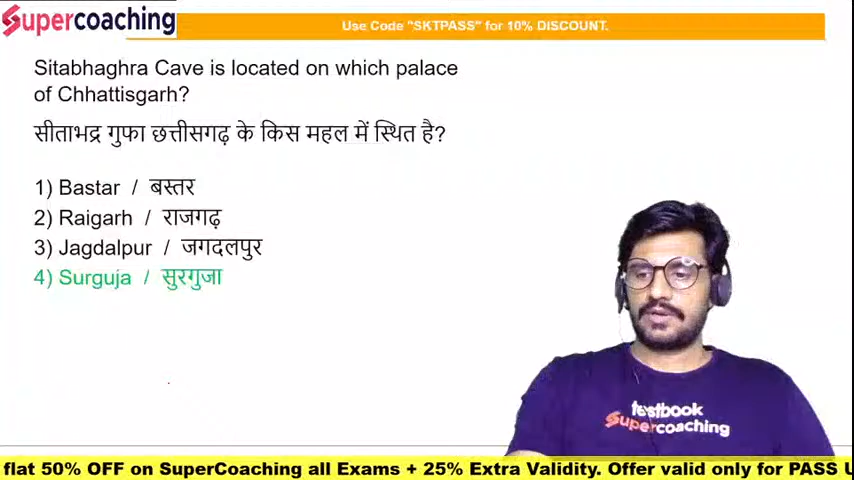 Supercoaching
Use Code "SKTPASS" for 10% DISCOUNT.
Sitabhaghra Cave is located on which palace
of Chhattisgarh?
सीताभद्र गुफा छत्तीसगढ़ के किस महल में स्थित है?
1) Bastar / बस्तर
2) Raigarh / राजगढ़
3) Jagdalpur / जगदलपुर
4) Surguja / सुरगुजा
testbook
Supercoaching
flat 50% OFF on SuperCoaching all Exams + 25% Extra Validity. Offer valid only for PASS U